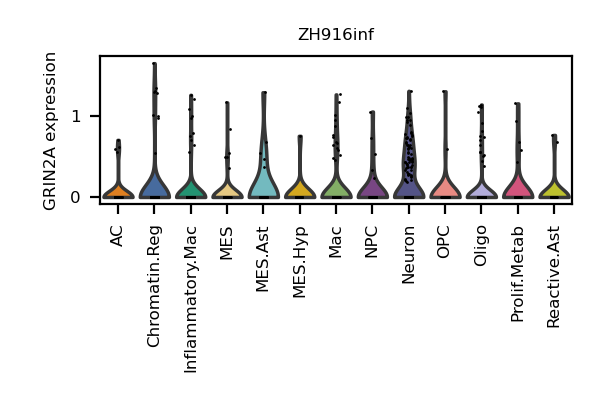 ZH916inf
GRIN2A expression
1
0
AC
Chromatin.Reg
Inflammatory.Mac
MES
MES.Ast
MES.Hyp
Mac
NPC
Neuron
OPC
Oligo
Prolif.Metab
Reactive.Ast